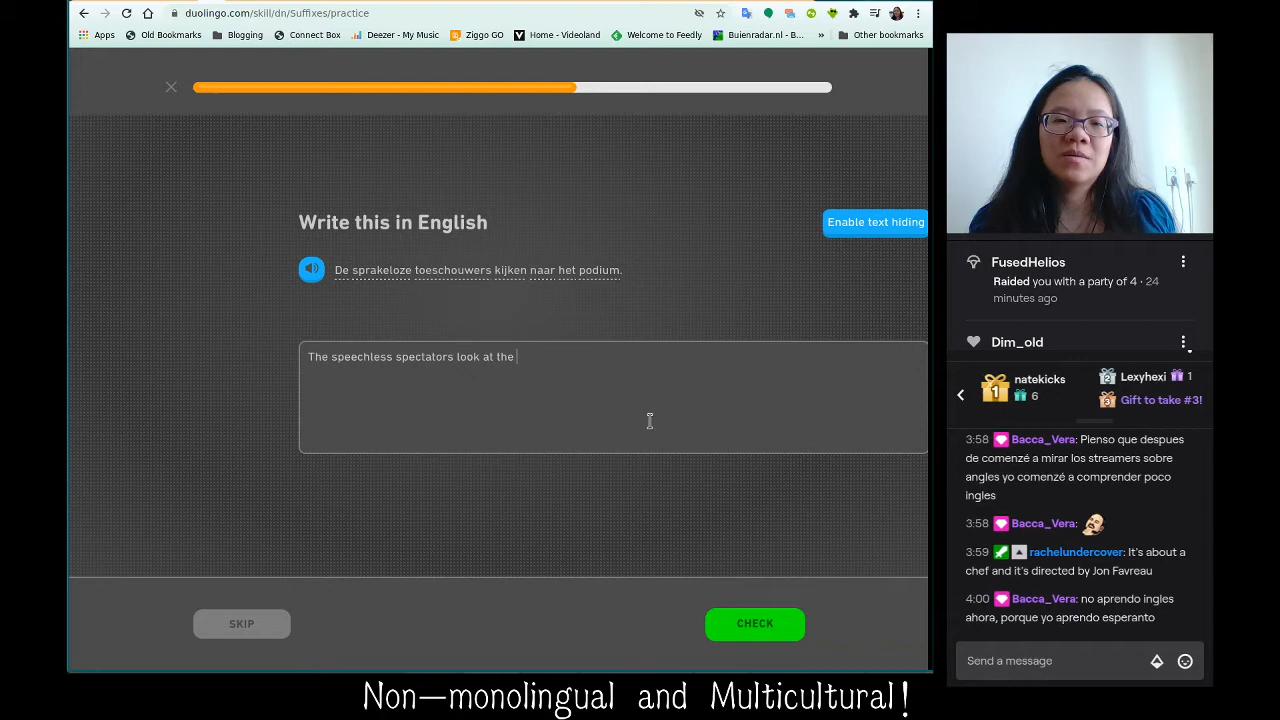 duolingo.com/skill/dn/Suffixes/practice
Apps Old Bookmarks Blogging Connect Box Deezer - My Music Ziggo GO Home - Videoland Welcome to Feedly Buienradar.nl - B... » Other bookmarks
Write this in English
Enable text hiding
De sprakeloze toeschouwers kijken naar het podium.
The speechless spectators look at the
SKIP
CHECK
FusedHelios
Raided you with a party of 4 · 24
minutes ago
Dim_old
1 natekicks
6
2 Lexyhexi 1
3 Gift to take #3!
3:58 Bacca_Vera: Plenso que despues
de comenzé a mirar los streamers sobre
angles yo comenzé a comprender poco
ingles
3:58 Bacca_Vera:
3:59 rachelundercover: It's about a
chef and it's directed by Jon Favreau
4:00 Bacca_Vera: no aprendo ingles
ahora, porque yo aprendo esperanto
Send a message
Non-monolingual and Multicultural!